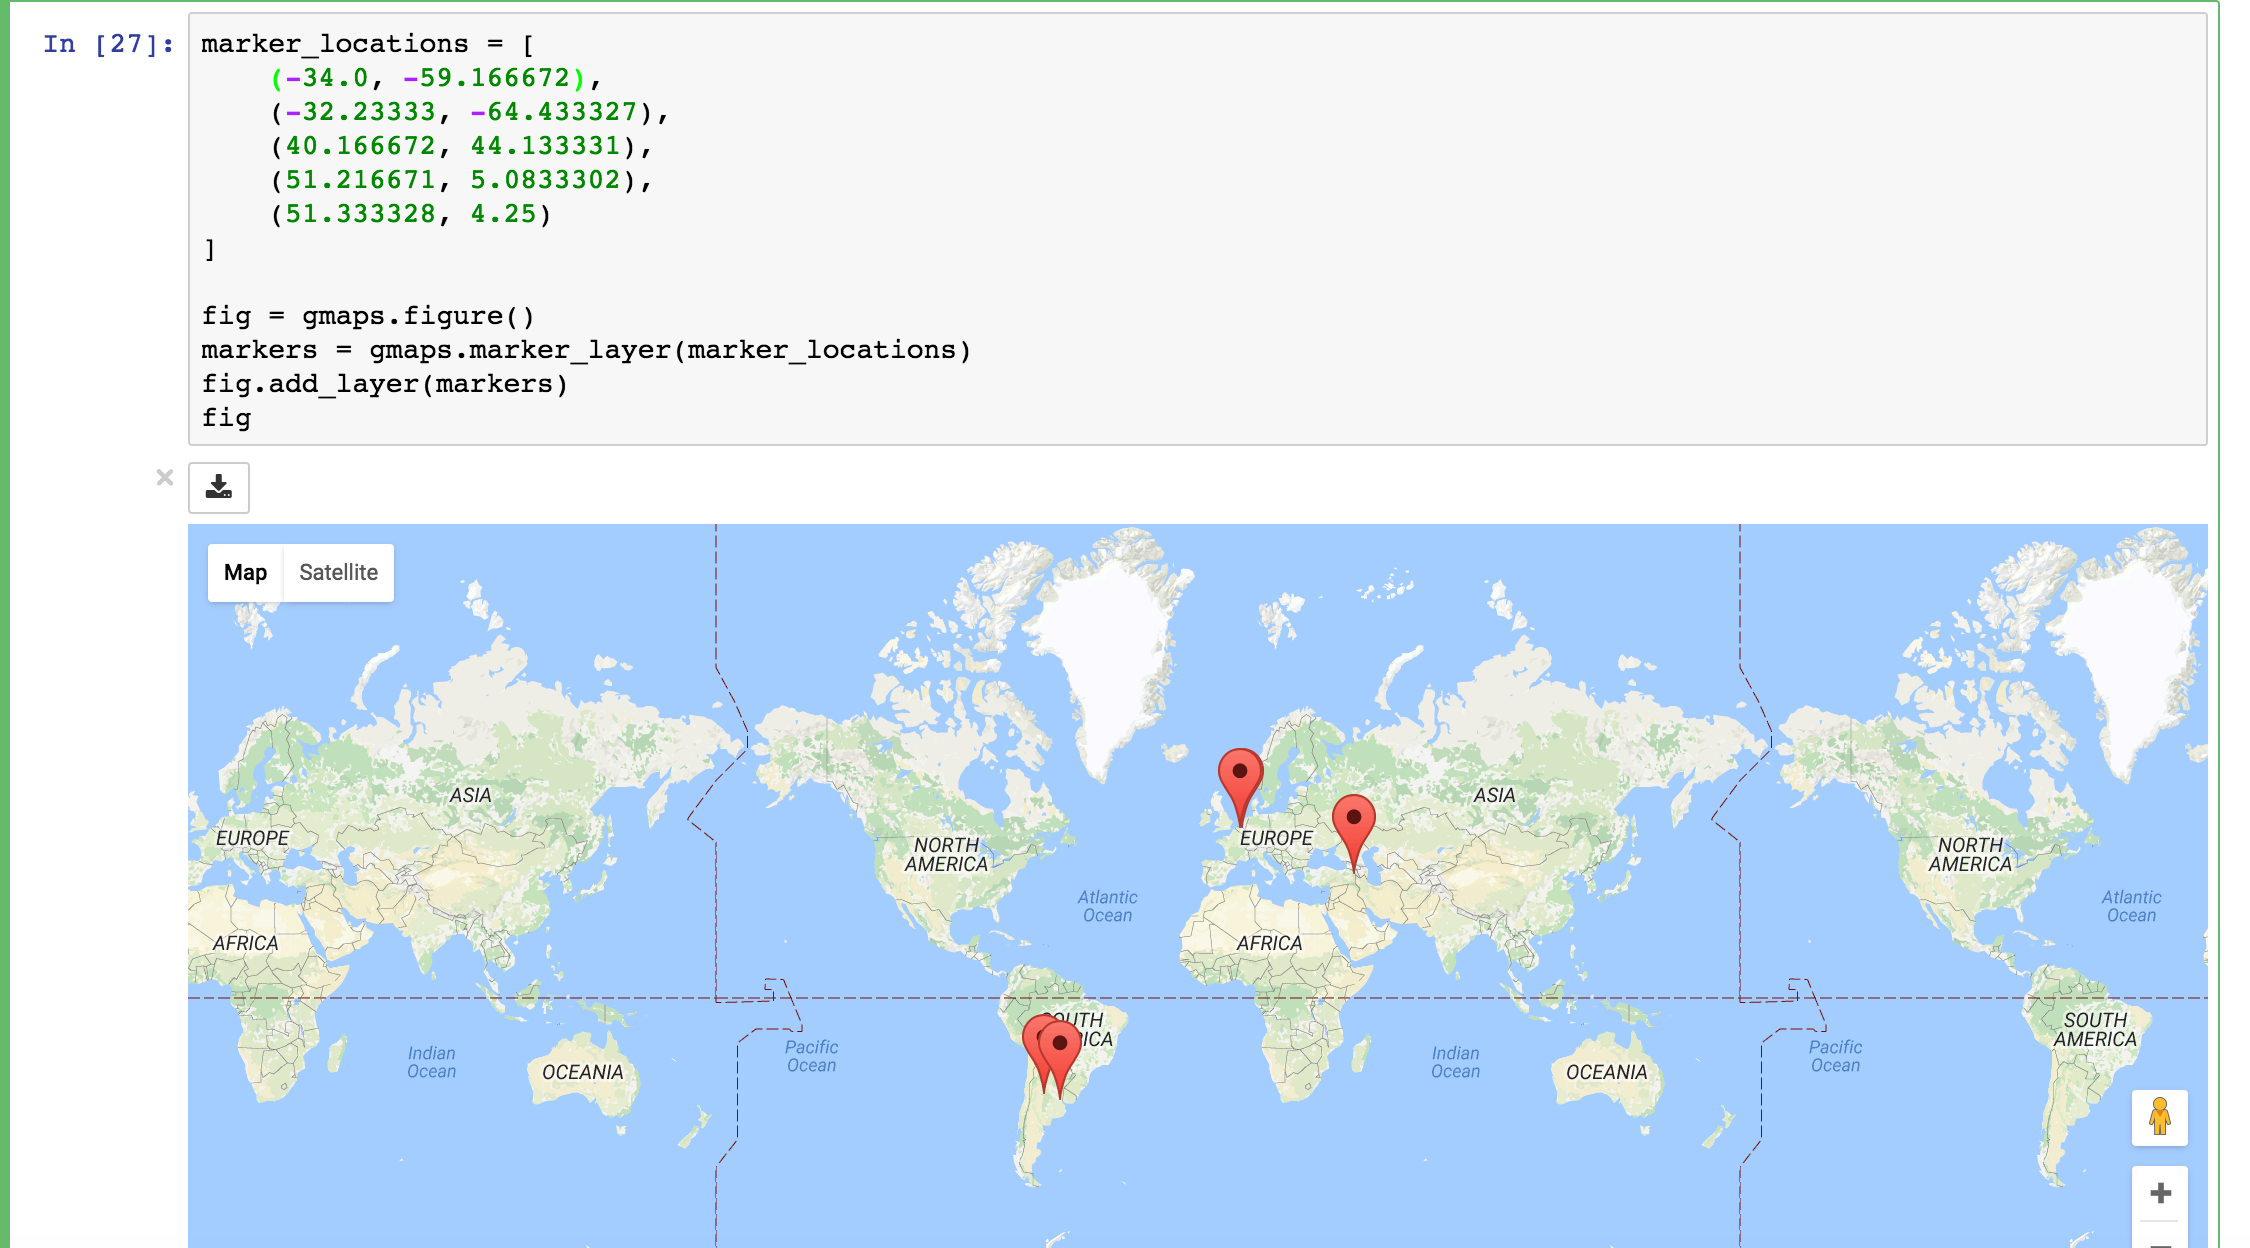 In [27]:
marker_locations = [
    (-34.0, -59.166672),
    (-32.23333, -64.433327),
    (40.166672, 44.133331),
    (51.216671, 5.0833302),
    (51.333328, 4.25)
]
fig = gmaps.figure()
markers = gmaps.marker_layer(marker_locations)
fig.add_layer(markers)
fig
Map
Satellite
ASIA
EUROPE
AFRICA
Indian
Ocean
OCEANIA
Pacific
Ocean
NORTH
AMERICA
Atlantic
Ocean
OUTH
ICA
EUROPE
ASIA
AFRICA
Indian
Ocean
OCEANIA
Pacific
Ocean
NORTH
AMERICA
Atlantic
Ocean
SOUTH
AMERICA